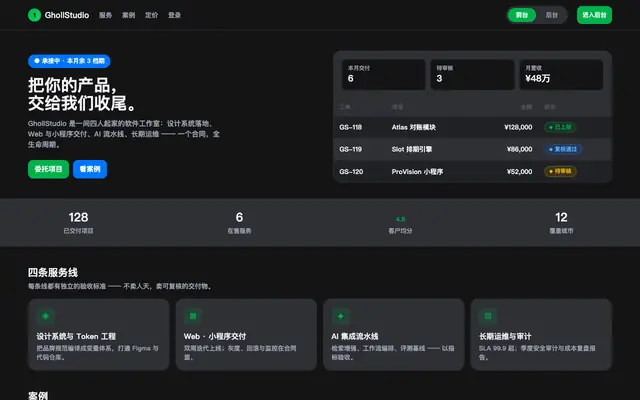 1 GhollStudio 服务 案例 定价 登录 前台 后台 进入后台
承接中 · 本月余 3 档期
把你的产品，
交给我们收尾。
GhollStudio 是一间四人起家的软件工作室：设计系统落地、
Web 与小程序交付、AI 流水线、长期运维 —— 一个合同，全
生命周期。
委托项目 看案例
本月交付 待审核 月营收
6 3 ¥48万
工单 项目 金额 状态
GS-118 Atlas 对账模块 ¥128,000 已上架
GS-119 Slot 排期引擎 ¥86,000 复核通过
GS-120 ProVision 小程序 ¥52,000 待审核
128 6 4.8 12
已交付项目 在售服务 客户均分 覆盖城市
四条服务线
每条线都有独立的验收标准 —— 不卖人天，卖可复核的交付物。
设计系统与 Token 工程
把品牌规范编译成变量体系，打通 Figma 与
代码仓库。
Web · 小程序交付
双周迭代上线；灰度、回滚与监控在合同
里。
AI 集成流水线
检索增强、工作流编排、评测基线 —— 以指
标验收。
长期运维与审计
SLA 99.9 起；季度安全审计与成本复盘报
告。
案例